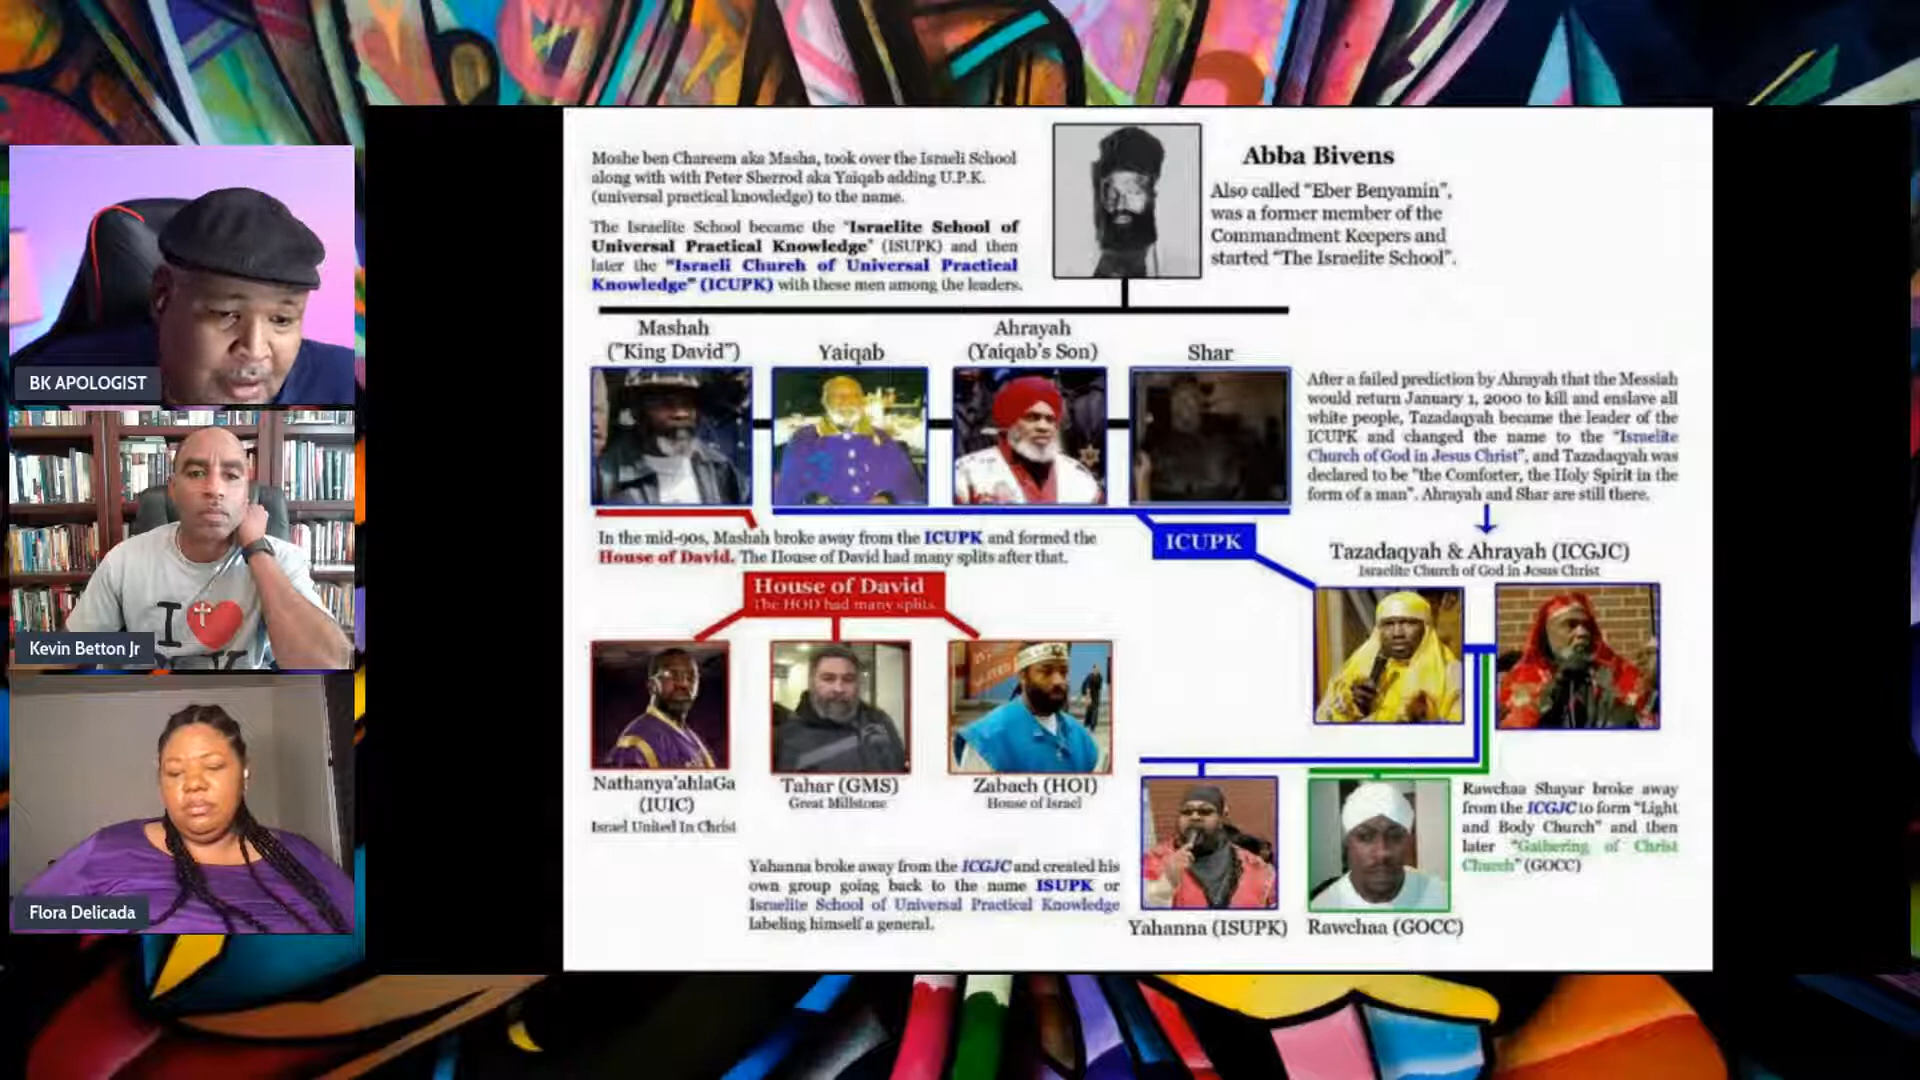 BK APOLOGIST
Kevin Betton Jr
Flora Delicada
I
Moshe ben Chareem aka Masha, took over the Israeli School
along with with Peter Sherrod aka Yaiqab adding U.P.K.
(universal practical knowledge) to the name.
The Israelite School became the "Israelite School of
Universal Practical Knowledge" (ISUPK) and then
later the "Israeli Church of Universal Practical
Knowledge" (ICUPK) with these men among the leaders.
Abba Bivens
Also called "Eber Benyamin",
was a former member of the
Commandment Keepers and
started "The Israelite School".
Mashah
("King David")
Yaiqab
Ahrayah
(Yaiqab's Son)
Shar
After a failed prediction by Ahrayah that the Messiah
would return January 1, 2000 to kill and enslave all
white people, Tazadaqyah became the leader of the
ICUPK and changed the name to the "Israelite
Church of God in Jesus Christ", and Tazadaqyah was
declared to be "the Comforter, the Holy Spirit in the
form of a man". Ahrayah and Shar are still there.
In the mid-90s, Mashah broke away from the ICUPK and formed the
House of David. The House of David had many splits after that.
ICUPK
House of David
The HOD had many splits.
Tazadaqyah & Ahrayah (ICGJC)
Israelite Church of God in Jesus Christ
Nathanya'ahlaGa
(IUIC)
Israel United In Christ
Tahar (GMS)
Great Millstone
Zabach (HOI)
House of Israel
Rawchaa Shayar broke away
from the ICGJC to form "Light
and Body Church" and then
later "Gathering of Christ
Church" (GOCC)
Yahanna broke away from the ICGJC and created his
own group going back to the name ISUPK or
Israelite School of Universal Practical Knowledge
labeling himself a general.
Yahanna (ISUPK)
Rawchaa (GOCC)